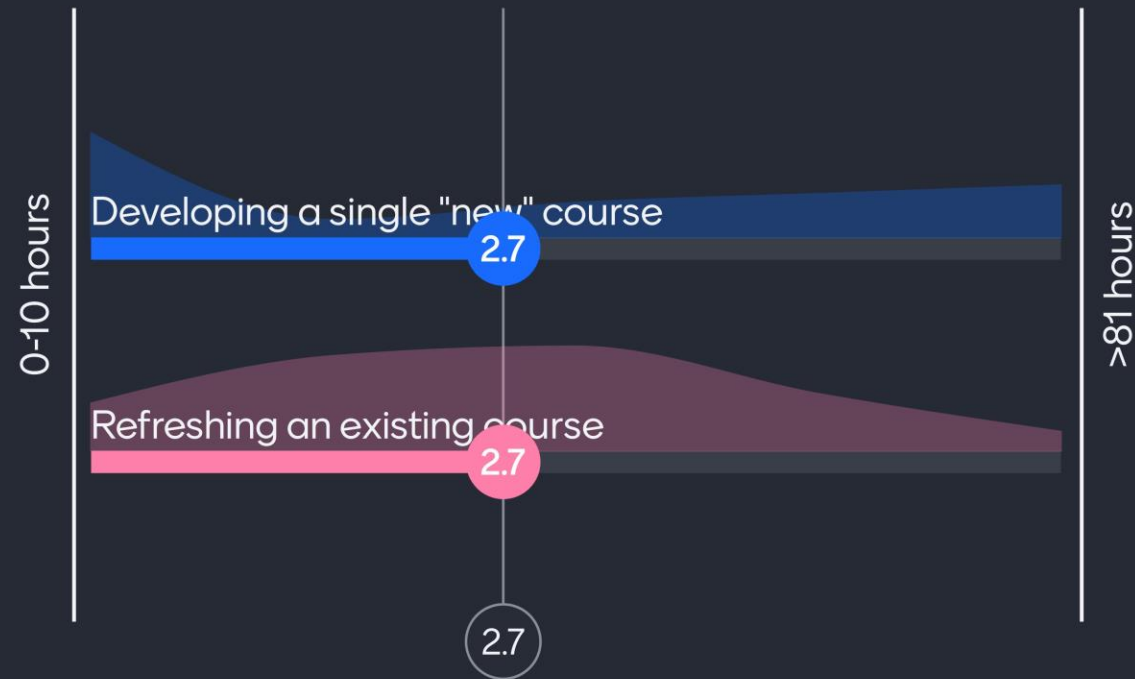 0-10 hours
Developing a single "new" course
2.7
Refreshing an existing course
2.7
2.7
>81 hours